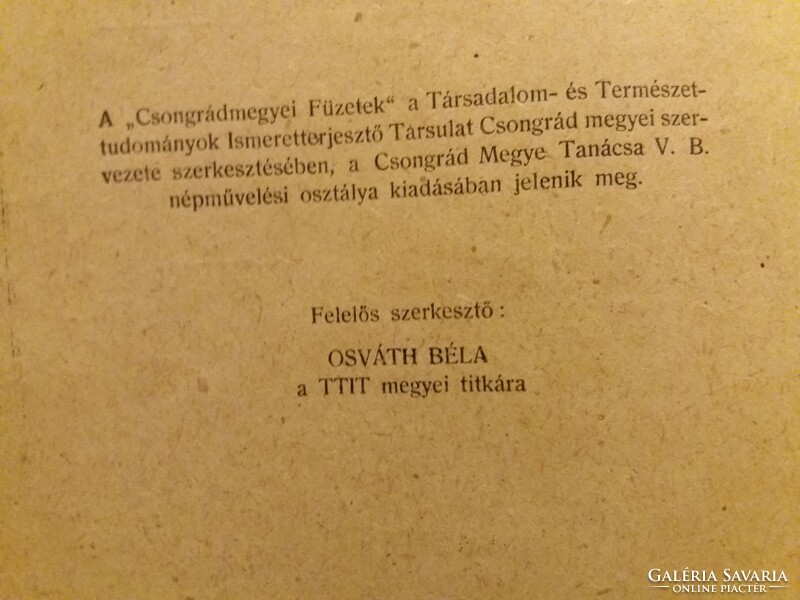 A „Csongrádmegyei Füzetek“ a Társadalom- és Természet-
tudományok Ismeretterjesztő Társulat Csongrád megyei szer-
vezete szerkesztésében, a Csongrád Megye Tanácsa V. B.
népművelési osztálya kiadásában jelenik meg.
Felelős szerkesztő :
OSVÁTH BÉLA
a TTIT megyei titkára
GALÉRIA SAVARIA
ONLINE PIACTÉR